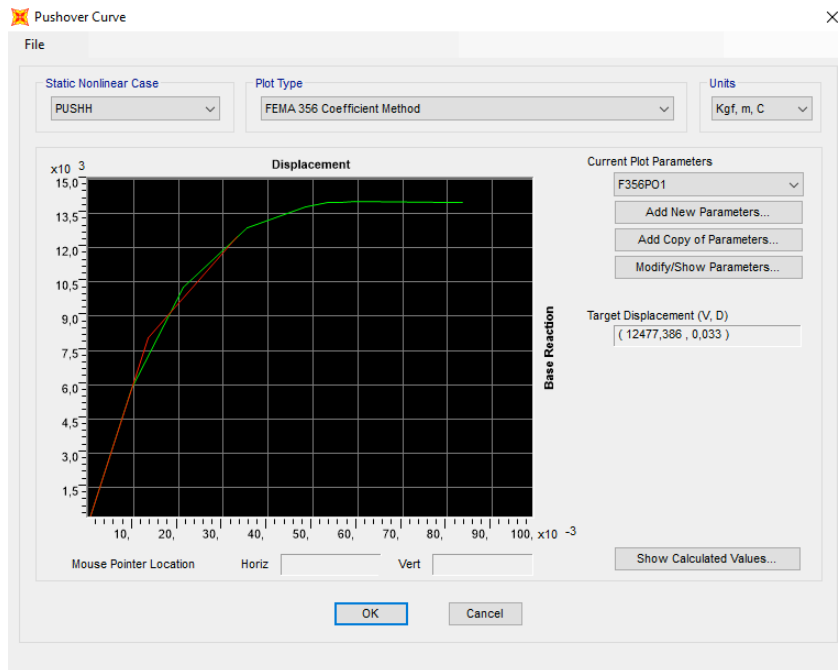 Pushover Curve
File
Static Nonlinear Case
PUSHH
Plot Type
FEMA 356 Coefficient Method
Units
Kgf, m, C
Displacement
x10 3
15,0
13,5
12,0
10,5
9,0
7,5
6,0
4,5
3,0
1,5
10, 20, 30, 40, 50, 60, 70, 80, 90, 100, x10 -3
Base Reaction
Mouse Pointer Location Horiz Vert
Current Plot Parameters
F356PO1
Add New Parameters...
Add Copy of Parameters...
Modify/Show Parameters...
Target Displacement (V, D)
( 12477,386 , 0,033 )
Show Calculated Values...
OK Cancel